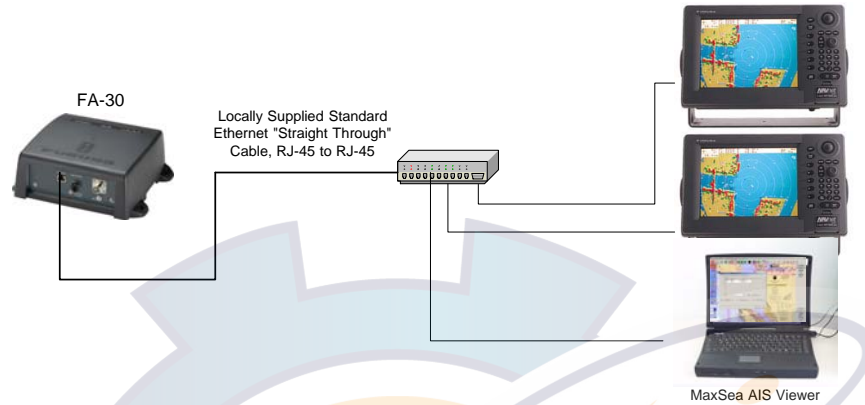 FA-30
Locally Supplied Standard
Ethernet "Straight Through"
Cable, RJ-45 to RJ-45
MaxSea AIS Viewer